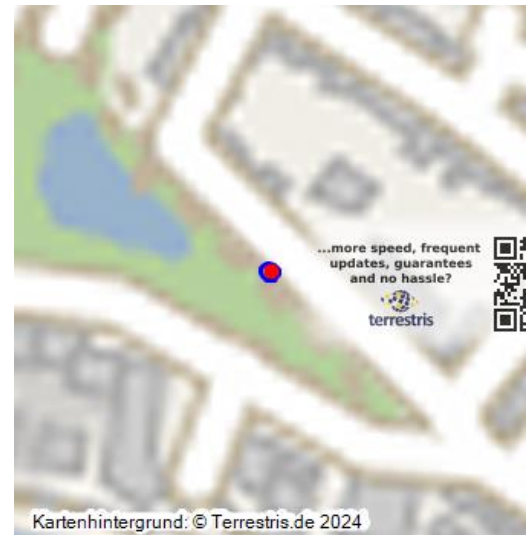 ...more speed, frequent
updates, guarantees
and no hassle?
terrestris
Kartenhintergrund: © Terrestris.de 2024